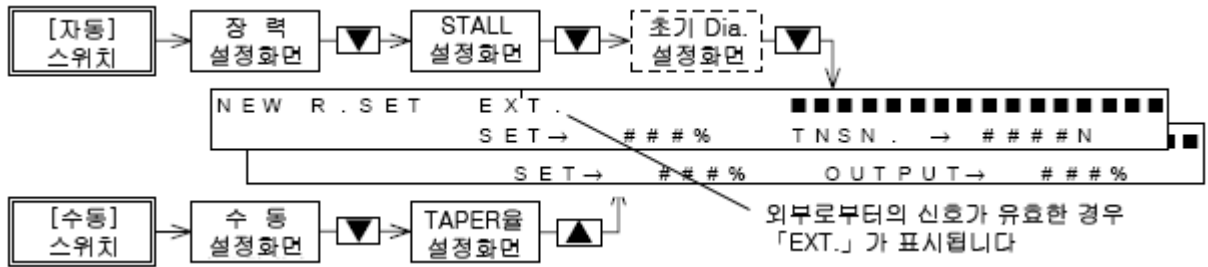 [자동]
스위치
장 력
설정화면
▼
STALL
설정화면
▼
초기 Dia.
설정화면
▼
NEW R.SET EXT. ■■■■■■■■■■■■■■■■
SET→ ###% TNSN. → ####N
■■
SET→ ###% OUTPUT→ ###%
[수동]
스위치
수 동
설정화면
▼
TAPER율
설정화면
▲
외부로부터의 신호가 유효한 경우
「EXT.」가 표시됩니다